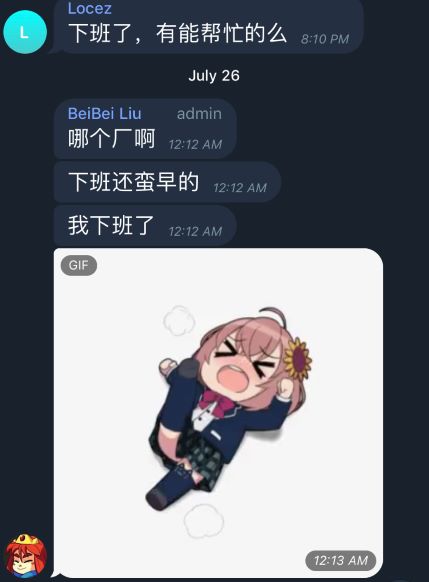 Locez
L
下班了，有能帮忙的么 8:10 PM
July 26
BeiBei Liu admin
哪个厂啊 12:12 AM
下班还蛮早的 12:12 AM
我下班了 12:12 AM
GIF
12:13 AM